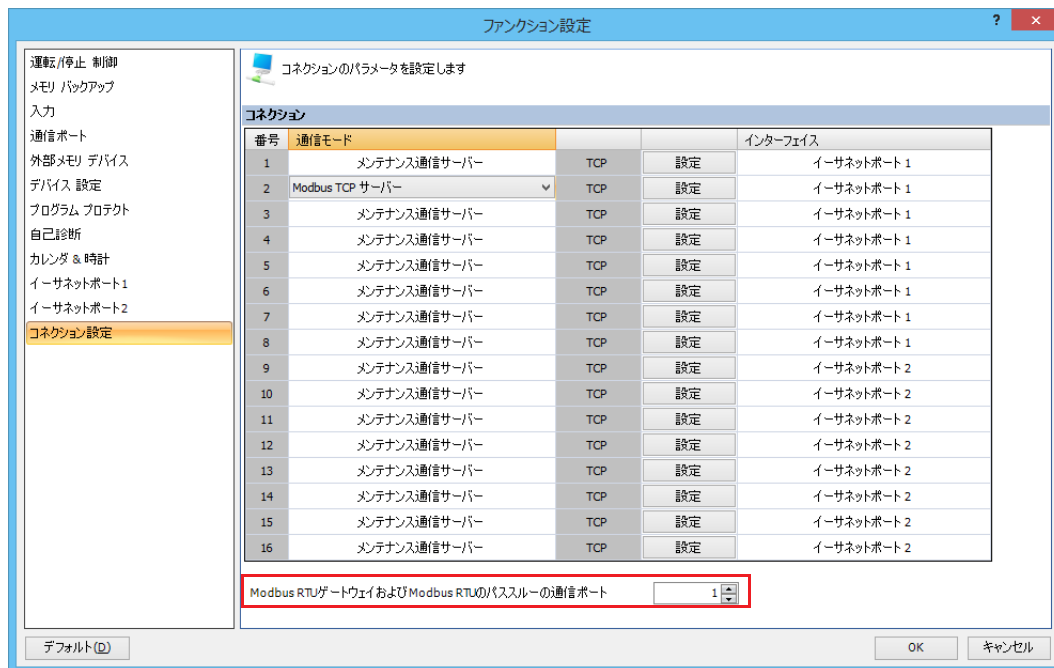 ファンクション設定
? ×
運転/停止 制御
メモリ バックアップ
入力
通信ポート
外部メモリ デバイス
デバイス 設定
プログラム プロテクト
自己診断
カレンダ & 時計
イーサネットポート1
イーサネットポート2
コネクション設定
コネクションのパラメータを設定します
コネクション
番号 通信モード インターフェイス
1 メンテナンス通信サーバー TCP 設定 イーサネットポート 1
2 Modbus TCP サーバー TCP 設定 イーサネットポート 1
3 メンテナンス通信サーバー TCP 設定 イーサネットポート 1
4 メンテナンス通信サーバー TCP 設定 イーサネットポート 1
5 メンテナンス通信サーバー TCP 設定 イーサネットポート 1
6 メンテナンス通信サーバー TCP 設定 イーサネットポート 1
7 メンテナンス通信サーバー TCP 設定 イーサネットポート 1
8 メンテナンス通信サーバー TCP 設定 イーサネットポート 1
9 メンテナンス通信サーバー TCP 設定 イーサネットポート 2
10 メンテナンス通信サーバー TCP 設定 イーサネットポート 2
11 メンテナンス通信サーバー TCP 設定 イーサネットポート 2
12 メンテナンス通信サーバー TCP 設定 イーサネットポート 2
13 メンテナンス通信サーバー TCP 設定 イーサネットポート 2
14 メンテナンス通信サーバー TCP 設定 イーサネットポート 2
15 メンテナンス通信サーバー TCP 設定 イーサネットポート 2
16 メンテナンス通信サーバー TCP 設定 イーサネットポート 2
Modbus RTUゲートウェイおよびModbus RTUのパススルーの通信ポート 1
デフォルト(D) OK キャンセル